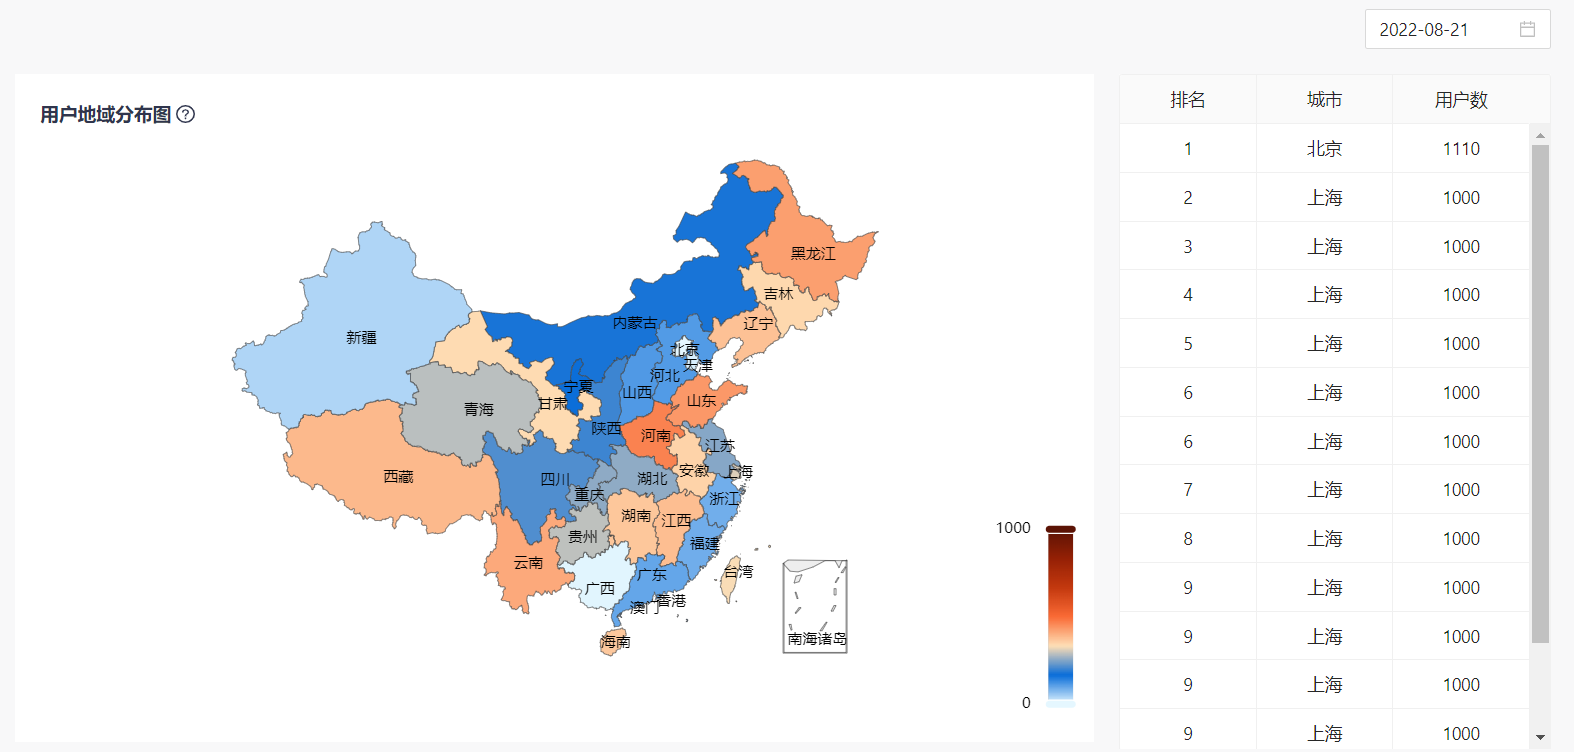 2022-08-21
用户地域分布图?
黑龙江
吉林
辽宁
内蒙古
新疆
北京
天津
河北
宁夏
山西
甘肃
山东
青海
陕西
河南
江苏
安徽
上海
西藏
四川
湖北
重庆
浙江
湖南
江西
贵州
福建
云南
广东
台湾
广西
香港
澳门
海南
南海诸岛
1000
0
排名 城市 用户数
1 北京 1110
2 上海 1000
3 上海 1000
4 上海 1000
5 上海 1000
6 上海 1000
6 上海 1000
7 上海 1000
8 上海 1000
9 上海 1000
9 上海 1000
9 上海 1000
9 上海 1000